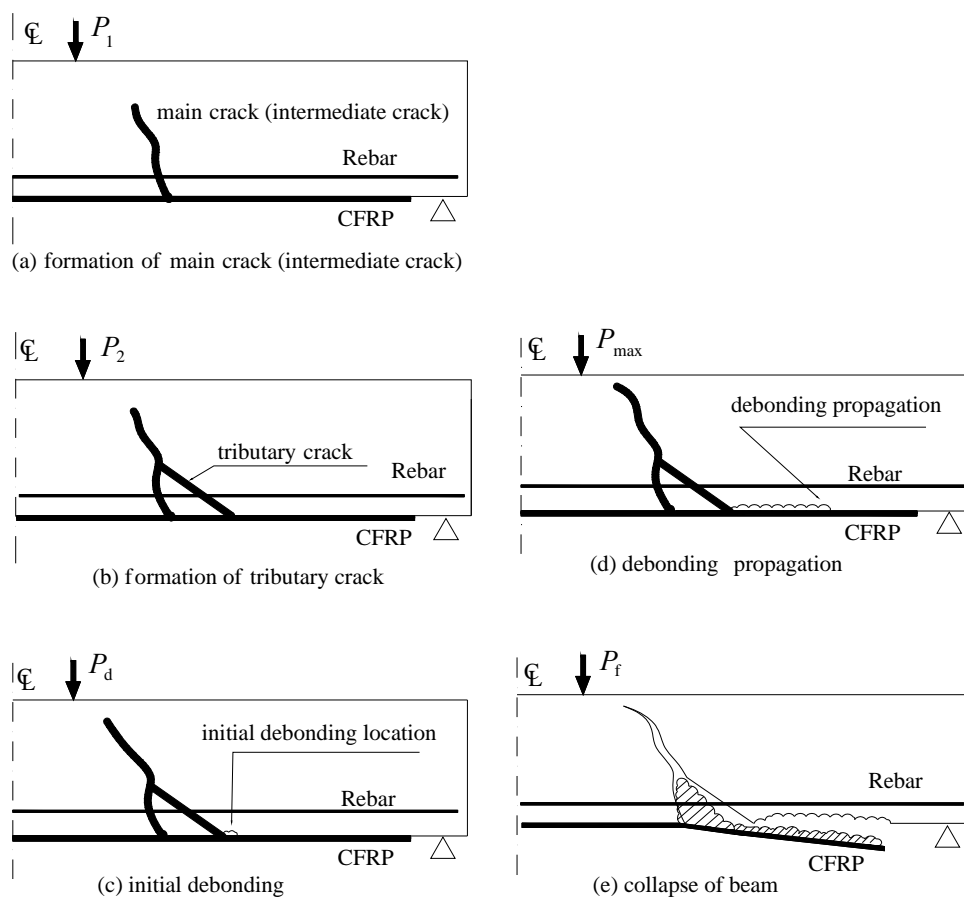 ℄ P1
main crack (intermediate crack)
Rebar
CFRP
(a) formation of main crack (intermediate crack)
℄ P2
tributary crack
Rebar
CFRP
(b) formation of tributary crack
℄ Pd
initial debonding location
Rebar
CFRP
(c) initial debonding
℄ Pmax
debonding propagation
Rebar
CFRP
(d) debonding propagation
℄ Pf
Rebar
CFRP
(e) collapse of beam